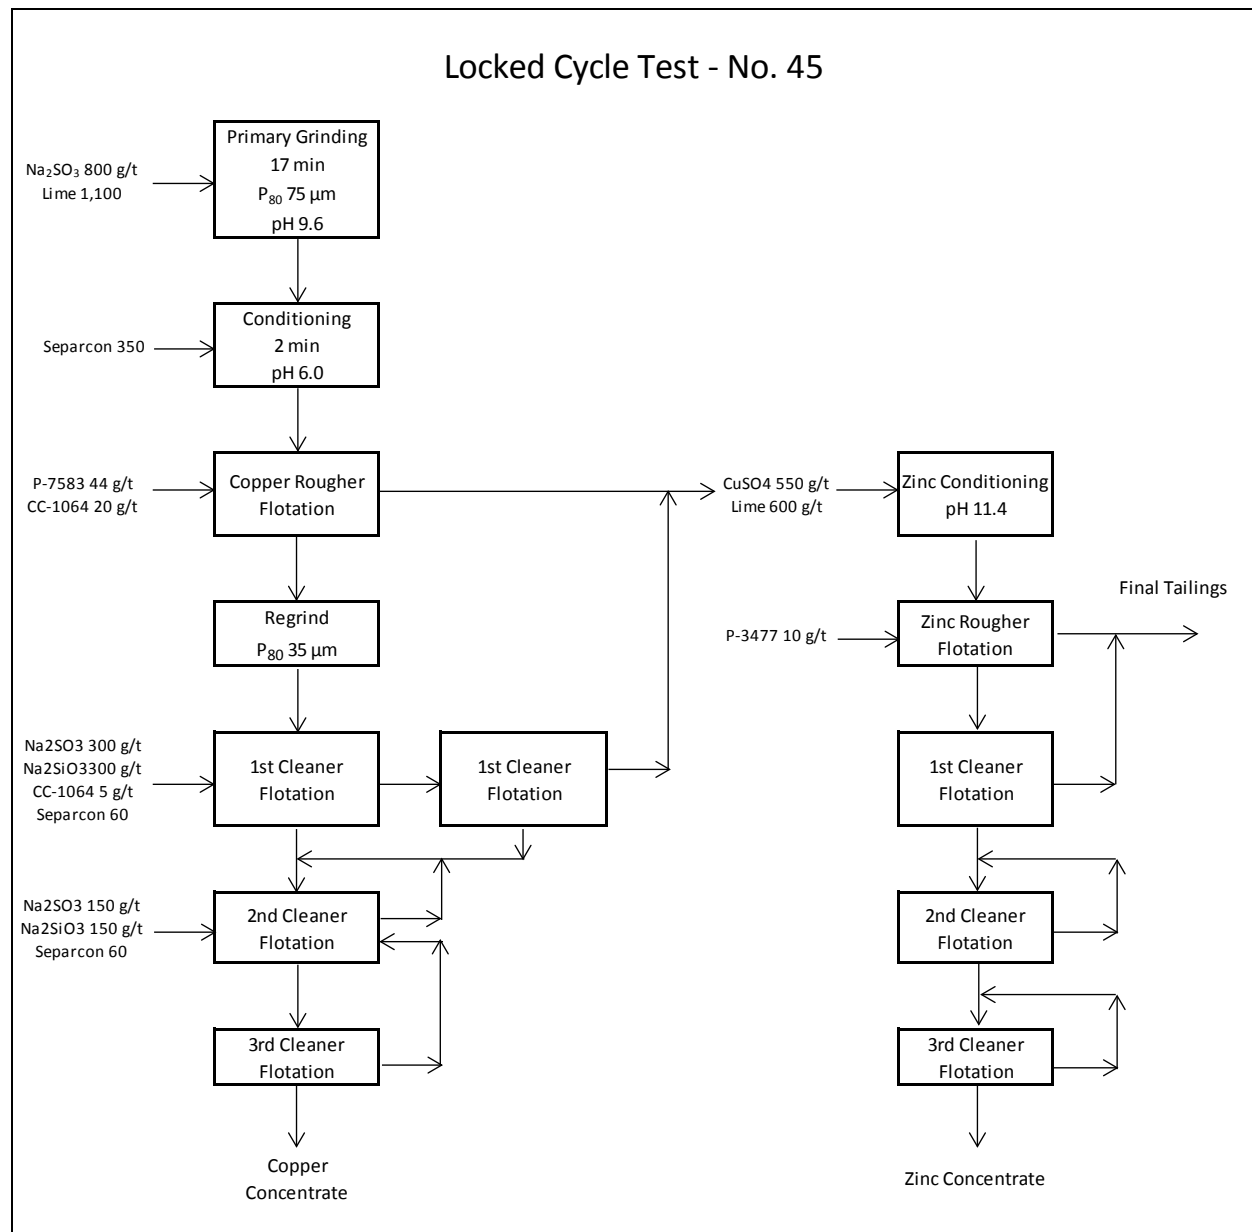 Locked Cycle Test - No. 45
Primary Grinding
17 min
P₈₀ 75 µm
pH 9.6
Na₂SO₃ 800 g/t
Lime 1,100
Conditioning
2 min
pH 6.0
Separcon 350
P-7583 44 g/t
CC-1064 20 g/t
Copper Rougher
Flotation
CuSO4 550 g/t
Lime 600 g/t
Zinc Conditioning
pH 11.4
Regrind
P₈₀ 35 µm
P-3477 10 g/t
Zinc Rougher
Flotation
Final Tailings
Na2SO3 300 g/t
Na2SiO3300 g/t
CC-1064 5 g/t
Separcon 60
1st Cleaner
Flotation
1st Cleaner
Flotation
1st Cleaner
Flotation
Na2SO3 150 g/t
Na2SiO3 150 g/t
Separcon 60
2nd Cleaner
Flotation
2nd Cleaner
Flotation
3rd Cleaner
Flotation
3rd Cleaner
Flotation
Copper
Concentrate
Zinc Concentrate